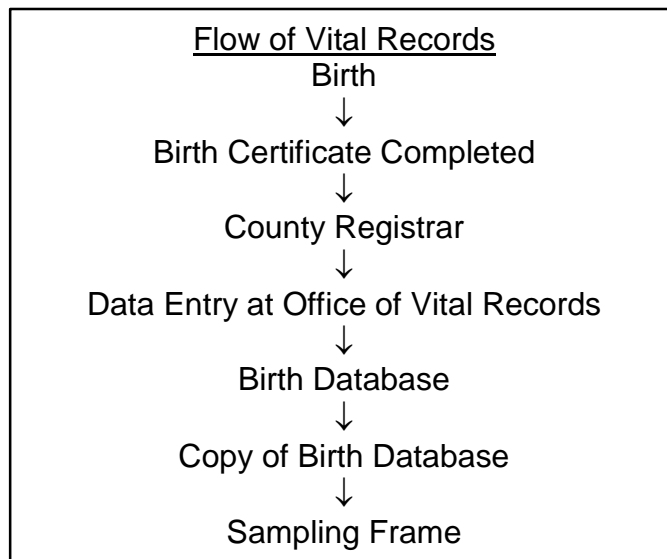 Flow of Vital Records
Birth
↓
Birth Certificate Completed
↓
County Registrar
↓
Data Entry at Office of Vital Records
↓
Birth Database
↓
Copy of Birth Database
↓
Sampling Frame